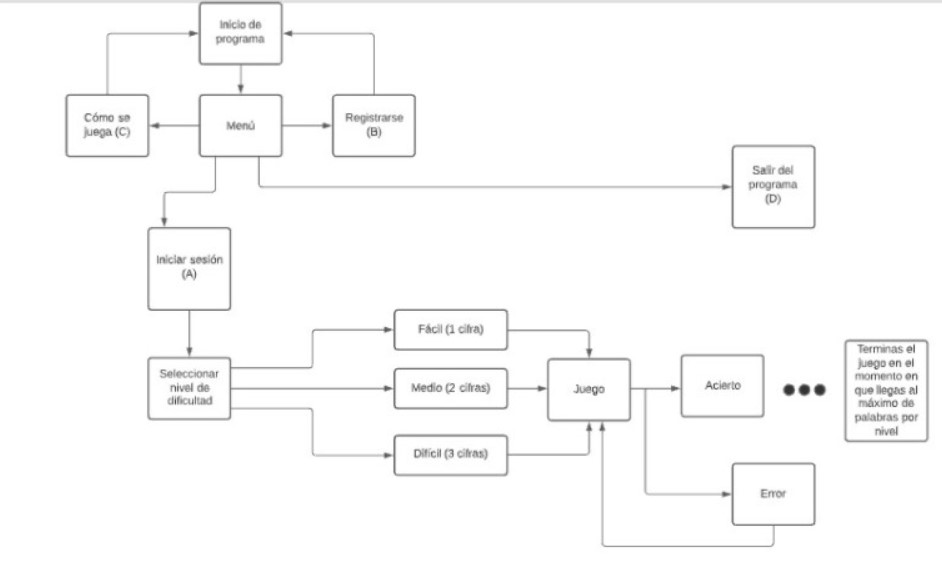 Inicio de
programa
Cómo se
juega (C)
Menú
Registrarse
(B)
Salir del
programa
(D)
Iniciar sesión
(A)
Seleccionar
nivel de
dificultad
Fácil (1 cifra)
Medio (2 cifras)
Difícil (3 cifras)
Juego
Acierto
Terminas el
juego en el
momento en
que llegas al
máximo de
palabras por
nivel
Error